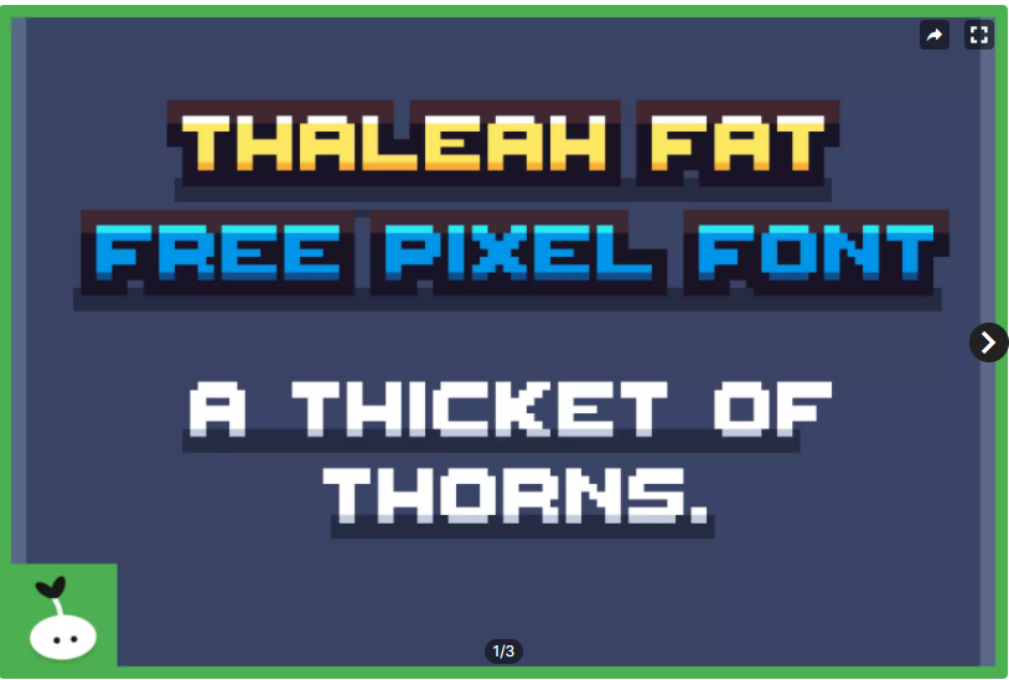 THALEAH FAT
FREE PIXEL FONT
A THICKET OF
THORNS.
1/3